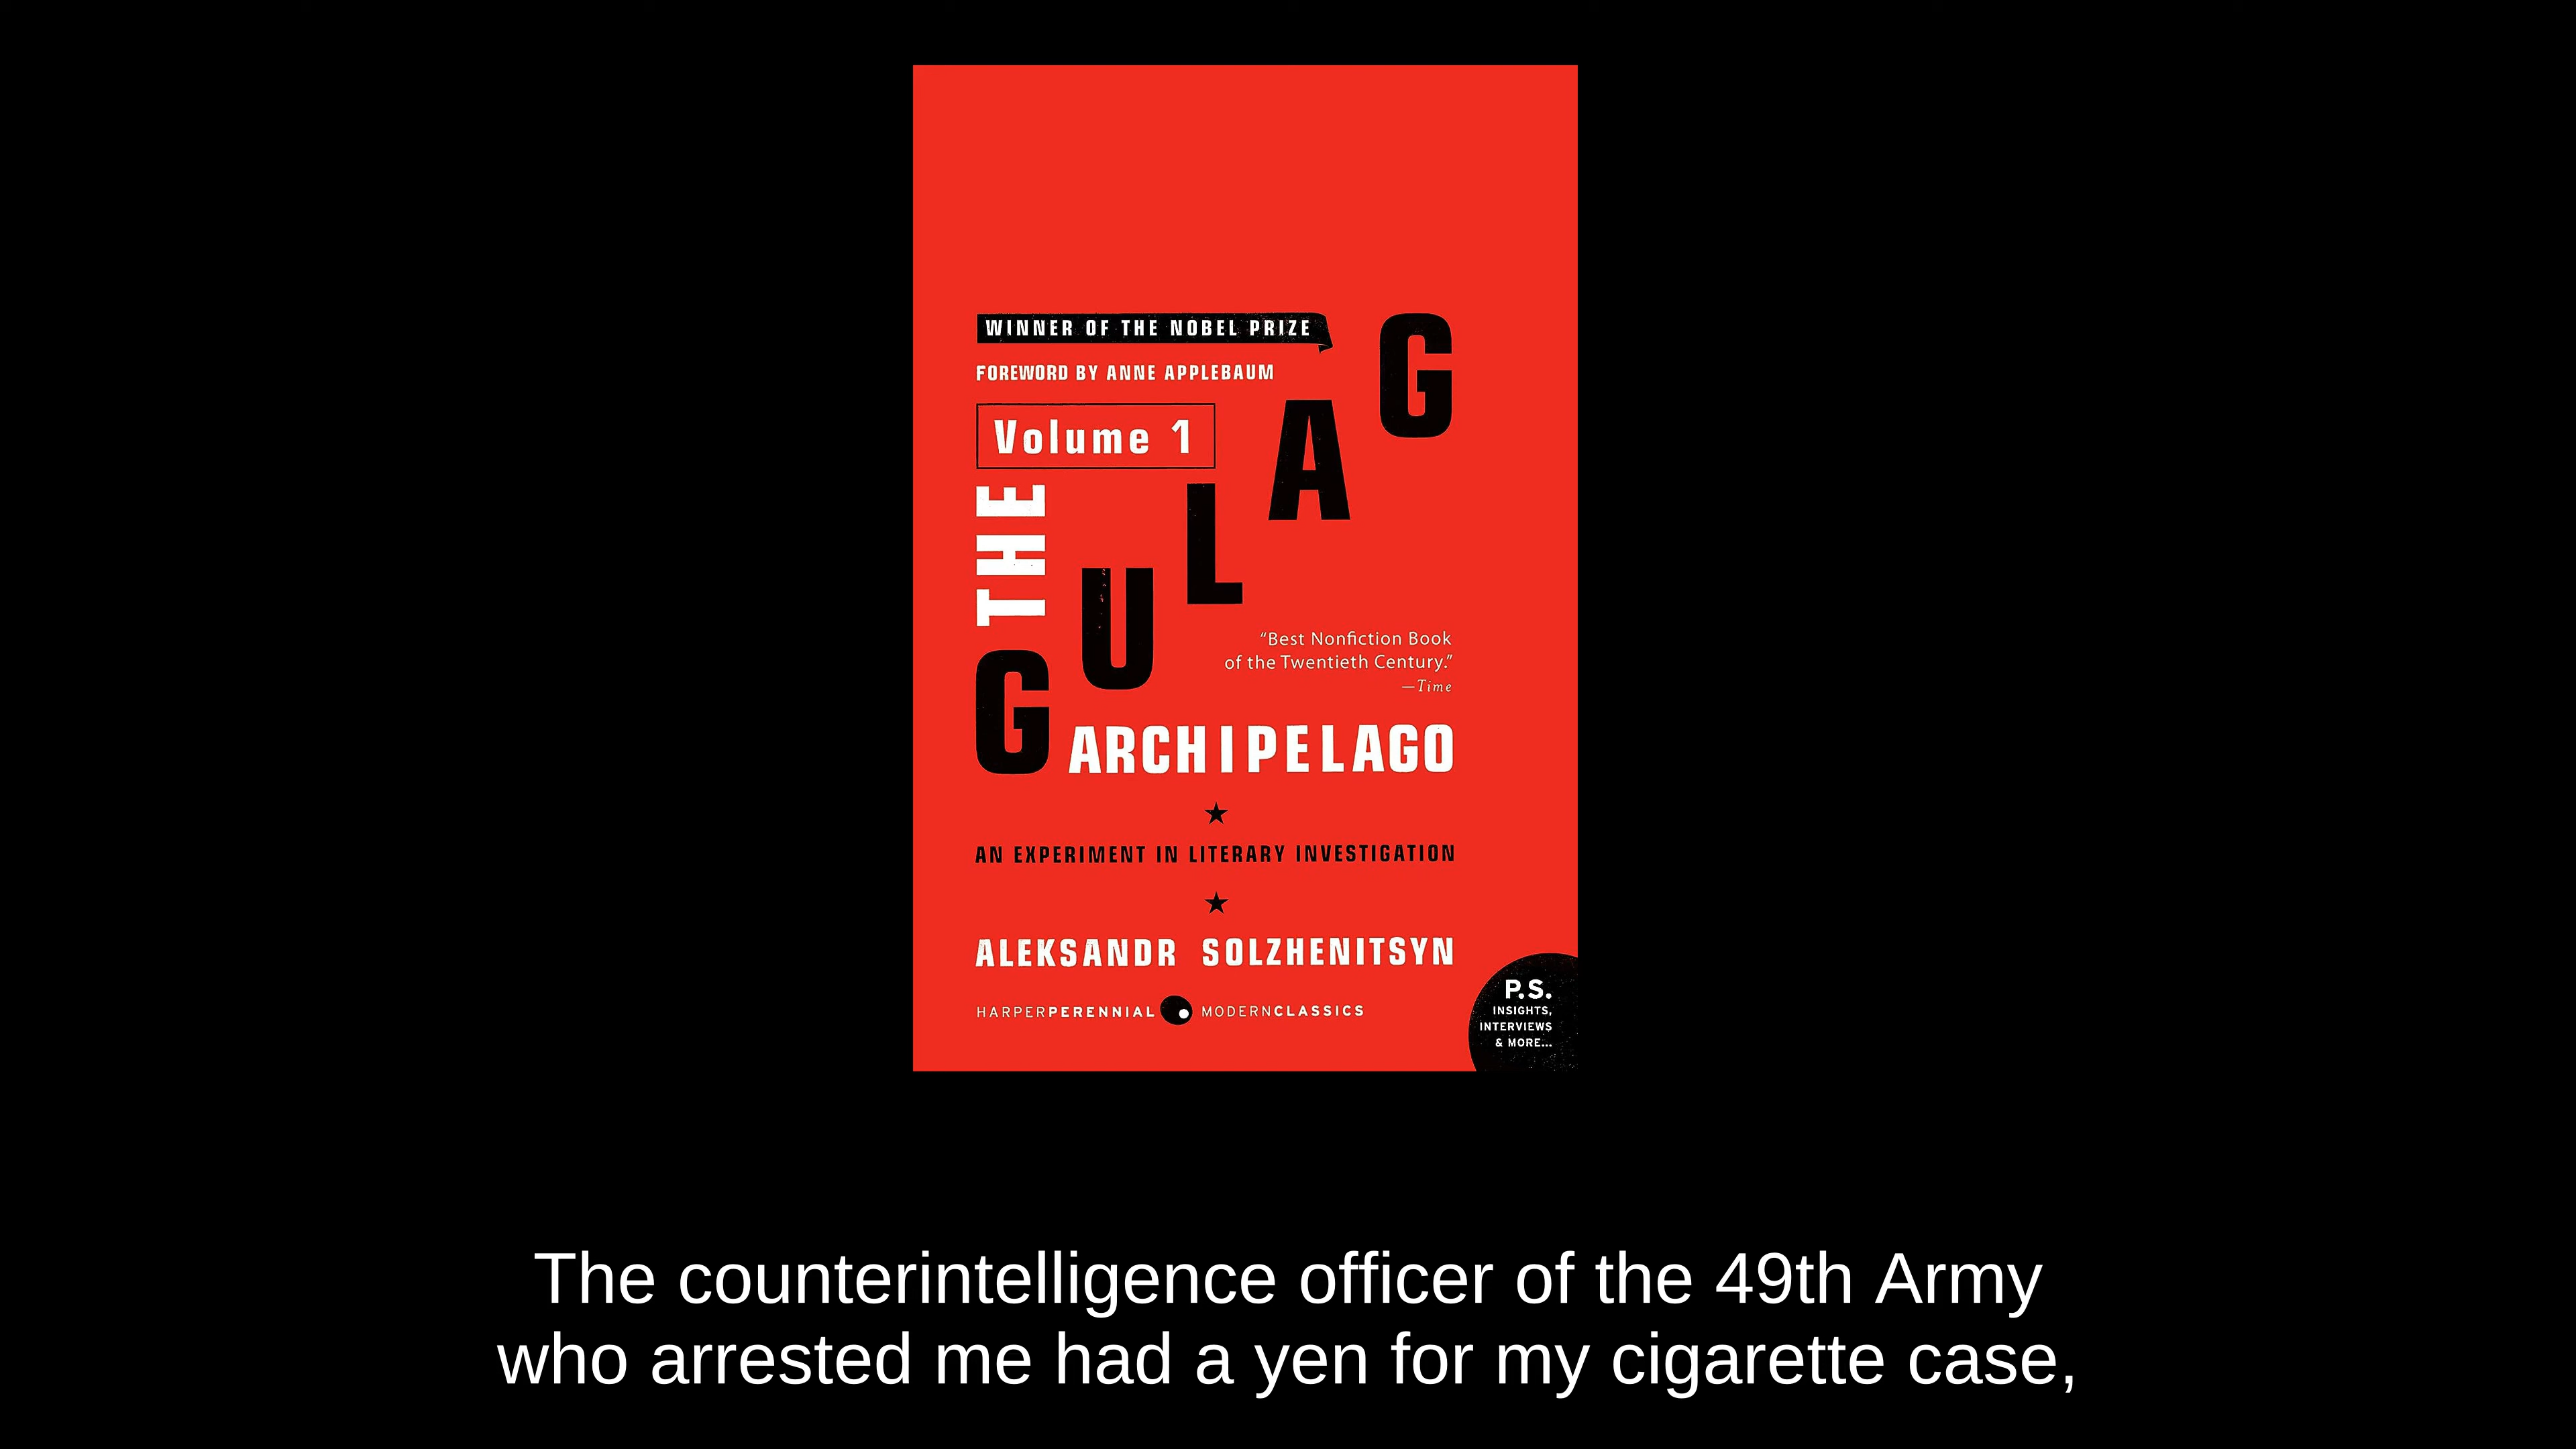 WINNER OF THE NOBEL PRIZE
FOREWORD BY ANNE APPLEBAUM
Volume 1
THE
GULAG
ARCHIPELAGO
“Best Nonfiction Book
of the Twentieth Century.”
—Time
AN EXPERIMENT IN LITERARY INVESTIGATION
ALEKSANDR SOLZHENITSYN
HARPERPERENNIAL MODERNCLASSICS
P.S.
INSIGHTS,
INTERVIEWS
& MORE...
The counterintelligence officer of the 49th Army
who arrested me had a yen for my cigarette case,